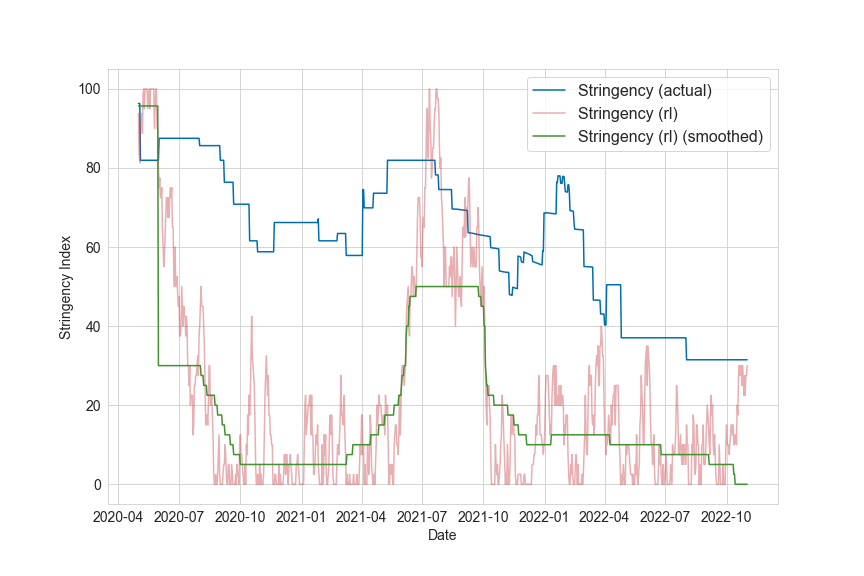 Stringency (actual)
Stringency (rl)
Stringency (rl) (smoothed)
100
80
60
40
20
0
Stringency Index
2020-04 2020-07 2020-10 2021-01 2021-04 2021-07 2021-10 2022-01 2022-04 2022-07 2022-10
Date